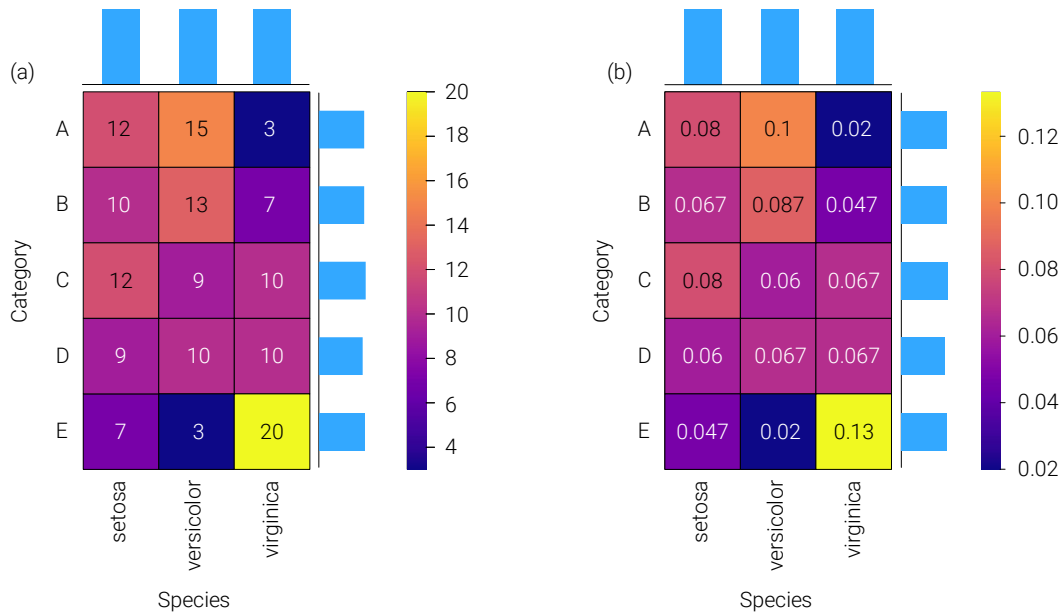 (a)
A 12 15 3
B 10 13 7
C 12 9 10
D 9 10 10
E 7 3 20
Category
setosa versicolor virginica
Species
20
18
16
14
12
10
8
6
4
(b)
A 0.08 0.1 0.02
B 0.067 0.087 0.047
C 0.08 0.06 0.067
D 0.06 0.067 0.067
E 0.047 0.02 0.13
Category
setosa versicolor virginica
Species
0.12
0.10
0.08
0.06
0.04
0.02